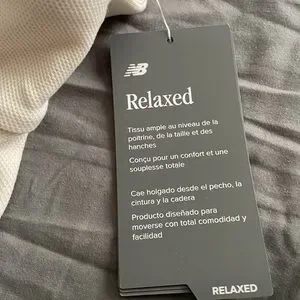 NB
Relaxed
Tissu ample au niveau de la
poitrine, de la taille et des
hanches
Conçu pour un confort et une
souplesse totale
Cae holgado desde el pecho, la
cintura y la cadera
Producto diseñado para
moverse con total comodidad y
facilidad
RELAXED